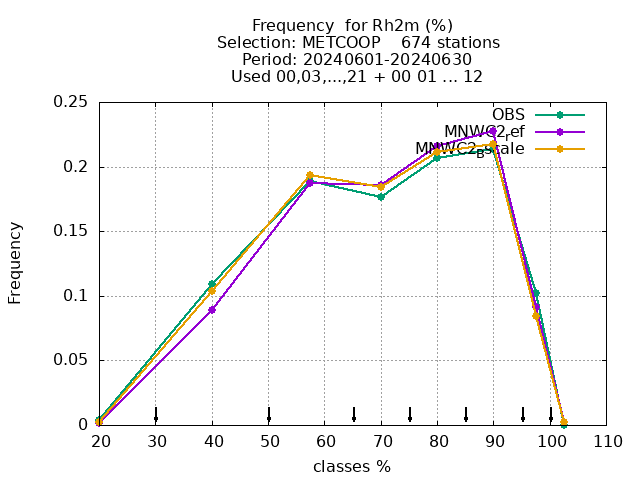 Frequency for Rh2m (%)
Selection: METCOOP 674 stations
Period: 20240601-20240630
Used 00,03,...,21 + 00 01 ... 12
0.25
0.2
0.15
0.1
0.05
0
Frequency
OBS
MNWC2ref
20 30 40 50 60 70 80 90 100 110
classes %